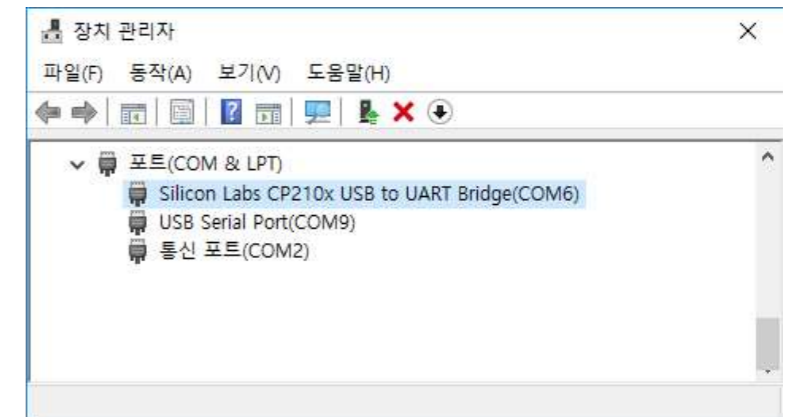 장치 관리자
파일(F) 동작(A) 보기(V) 도움말(H)
포트(COM & LPT)
Silicon Labs CP210x USB to UART Bridge(COM6)
USB Serial Port(COM9)
통신 포트(COM2)